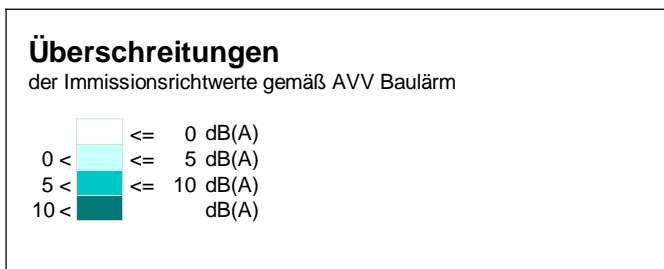 Überschreitungen
der Immissionsrichtwerte gemäß AVV Baulärm
<= 0 dB(A)
0 < <= 5 dB(A)
5 < <= 10 dB(A)
10 < dB(A)